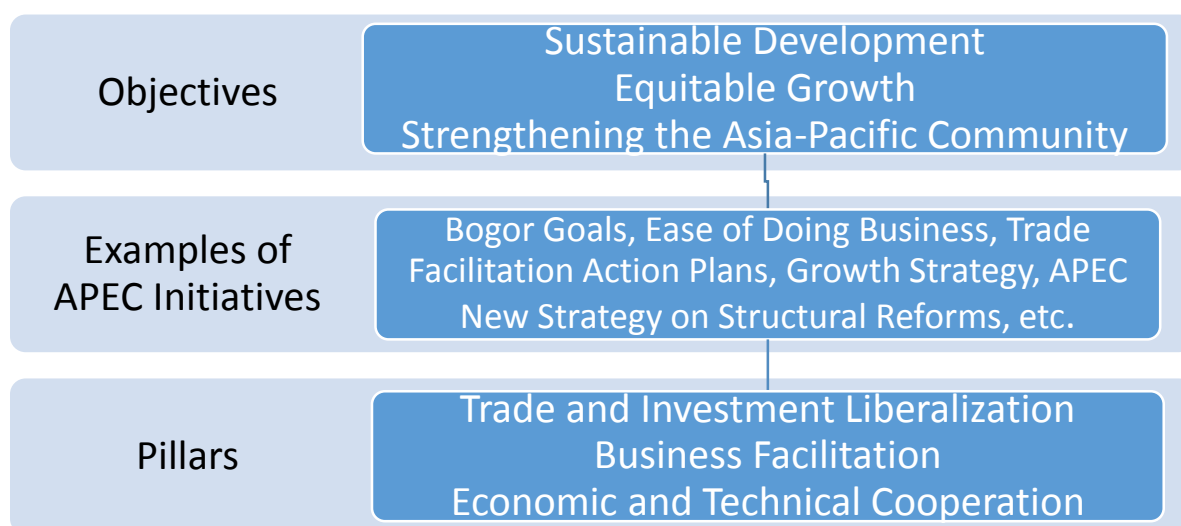 Objectives
Sustainable Development
Equitable Growth
Strengthening the Asia-Pacific Community
Examples of
APEC Initiatives
Bogor Goals, Ease of Doing Business, Trade
Facilitation Action Plans, Growth Strategy, APEC
New Strategy on Structural Reforms, etc.
Pillars
Trade and Investment Liberalization
Business Facilitation
Economic and Technical Cooperation